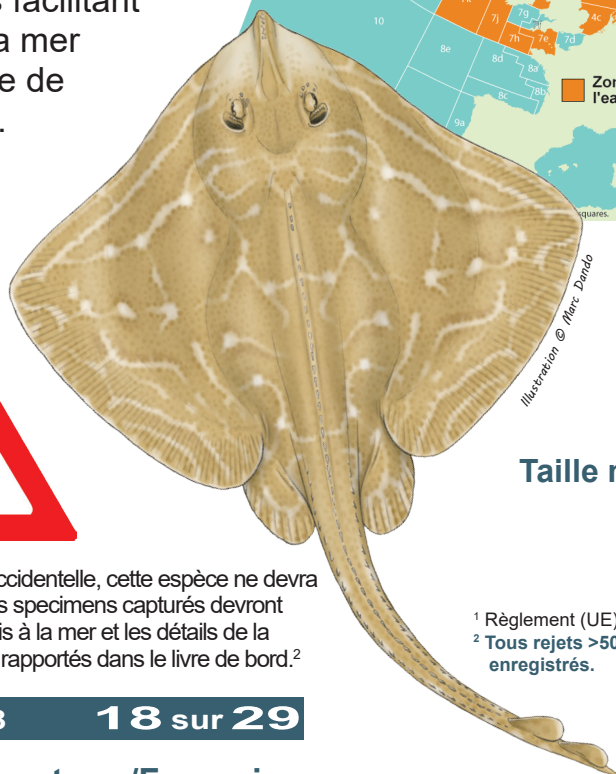 s facilitant
a mer
e de
.
10
8e
7j
7g
7h
7e
7d
4c
8d
8a
8b
8c
9a
Zon
l'ea
squares.
Illustration © Marc Dando
Taille
ccidentelle, cette espèce ne devra
s specimens capturés devront
is à la mer et les détails de la
rapportés dans le livre de bord.²
¹ Règlement (UE)
² Tous rejets >50
enregistrés.
18 sur 29